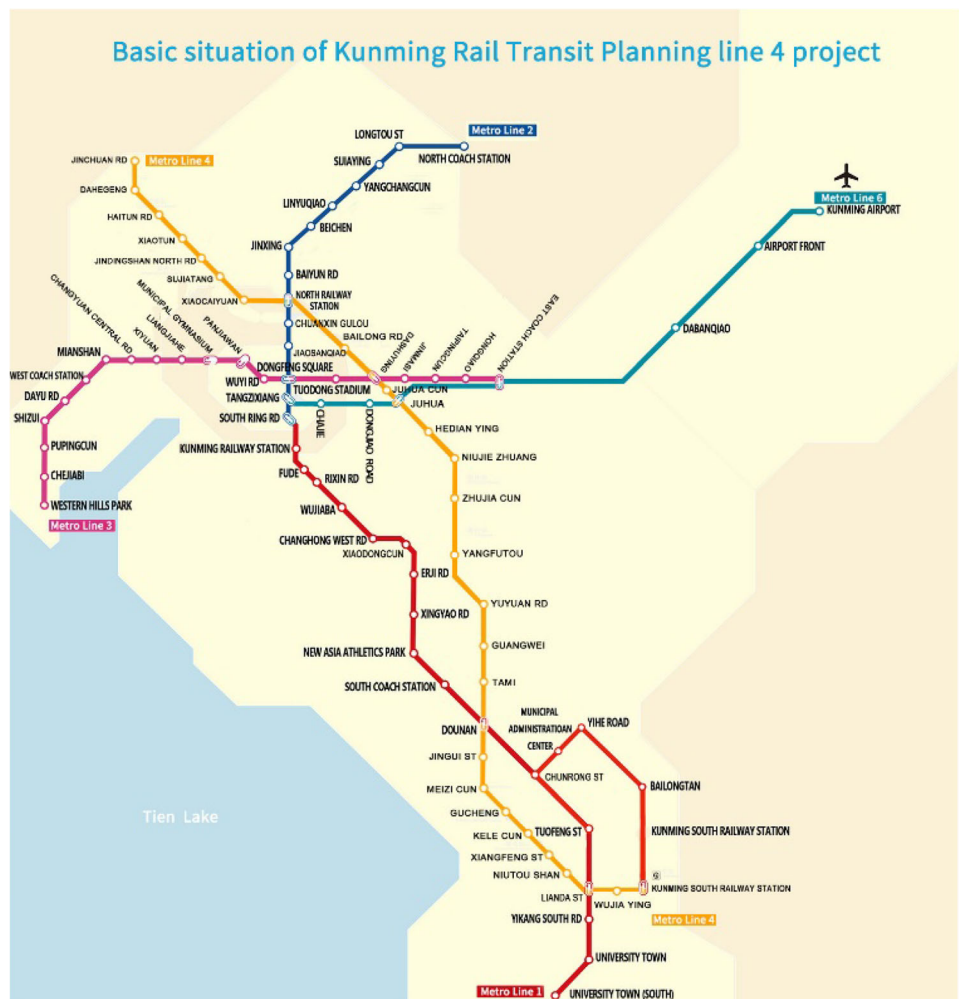 Basic situation of Kunming Rail Transit Planning line 4 project
LONGTOU ST
Metro Line 2
NORTH COACH STATION
JINCHUAN RD
Metro Line 4
SIJIAYING
YANGCHANGCUN
DAHEGENG
LINYUQIAO
BEICHEN
HAITUN RD
XIAOTUN
JINXING
JINDINGSHAN NORTH RD
SUJIATANG
BAIYUN RD
XIAOCAIYUAN
NORTH RAILWAY
STATION
Metro Line 6
KUNMING AIRPORT
AIRPORT FRONT
DABANQIAO
CHUANXIN GULOU
JIAOSANQIAO
BAILONG RD
DASHUYING
JINMASI
TAIPINGCUN
HONGQIAO
EAST COACH STATION
CHANGYUAN CENTRAL RD
XIYUAN
LIANGJIAHE
MUNICIPAL GYMNASIUM
PANJIAWAN
MIANSHAN
WEST COACH STATION
DAYU RD
SHIZUI
PUPINGCUN
CHEJIABI
WESTERN HILLS PARK
Metro Line 3
DONGFENG SQUARE
WUYI RD
TUODONG STADIUM
JUHUA CUN
TANGZIXIANG
JUHUA
SOUTH RING RD
CHAJIE
DONGJIAO ROAD
HEDIAN YING
KUNMING RAILWAY STATION
NIUJIE ZHUANG
FUDE
RIXIN RD
ZHUJIA CUN
WUJIABA
CHANGHONG WEST RD
XIAODONGCUN
YANGFUTOU
ERJI RD
YUYUAN RD
XINGYAO RD
GUANGWEI
NEW ASIA ATHLETICS PARK
TAMI
SOUTH COACH STATION
DOUNAN
MUNICIPAL
ADMINISTRATIOAN
CENTER
YIHE ROAD
JINGUI ST
CHUNRONG ST
MEIZI CUN
BAILONGTAN
GUCHENG
Tien Lake
KELE CUN
TUOFENG ST
KUNMING SOUTH RAILWAY STATION
XIANGFENG ST
NIUTOU SHAN
LIANDA ST
WUJIA YING
KUNMING SOUTH RAILWAY STATION
Metro Line 4
YIKANG SOUTH RD
UNIVERSITY TOWN
Metro Line 1
UNIVERSITY TOWN (SOUTH)